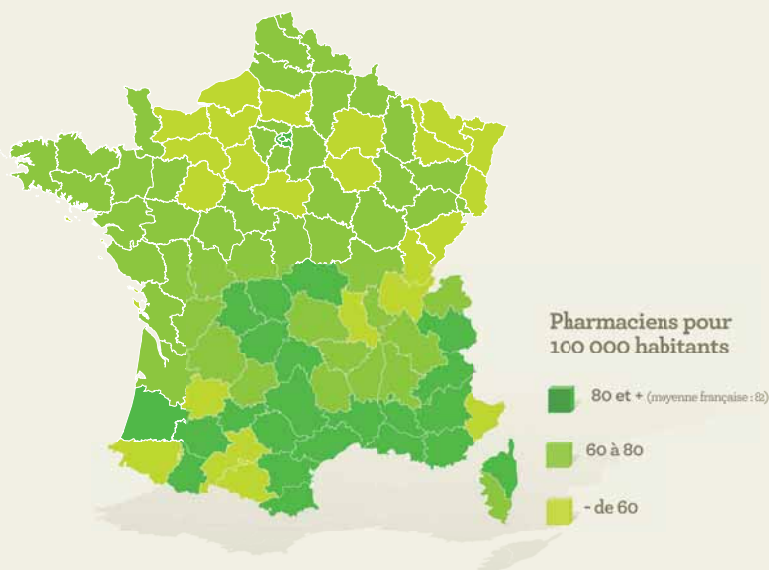 Pharmaciens pour
100 000 habitants
80 et + (moyenne française : 82)
60 à 80
- de 60